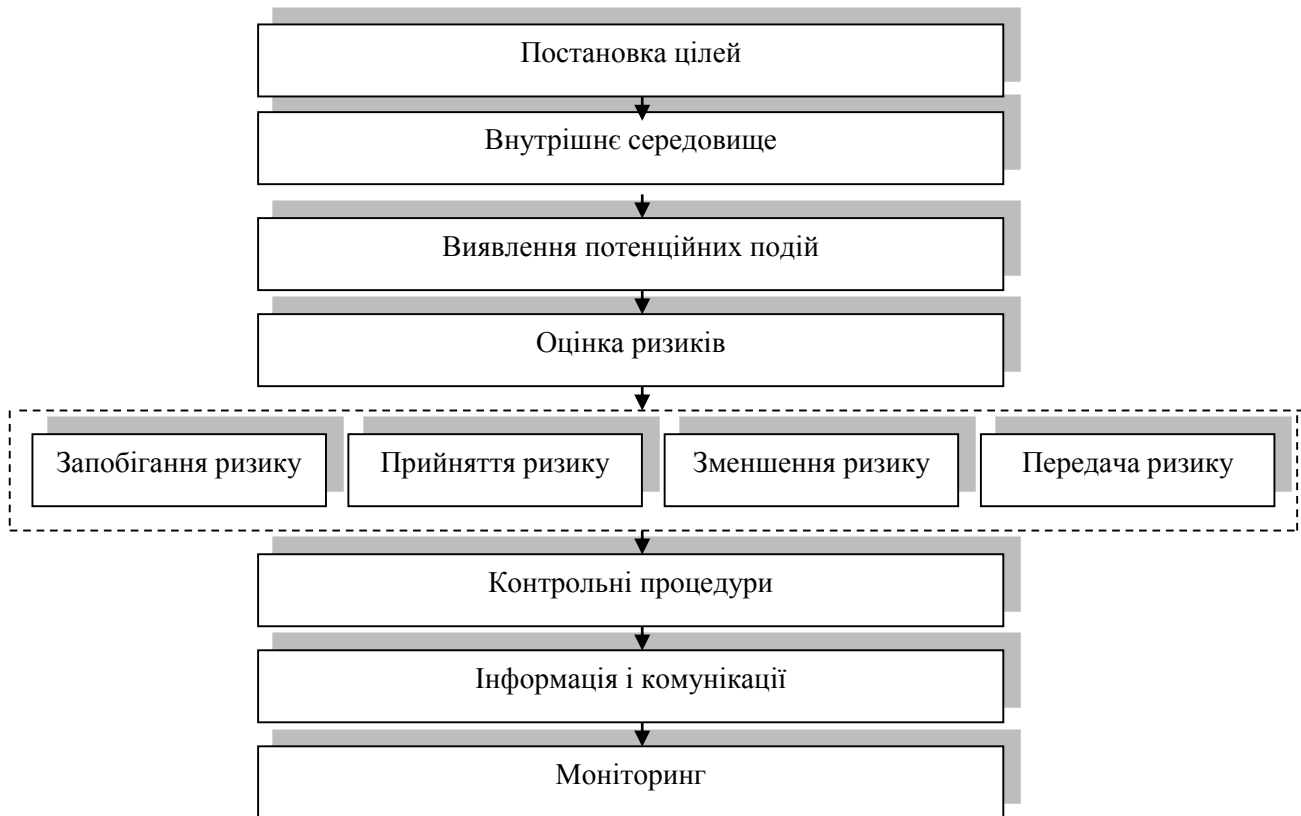 Постановка цілей
Внутрішнє середовище
Виявлення потенційних подій
Оцінка ризиків
Запобігання ризику
Прийняття ризику
Зменшення ризику
Передача ризику
Контрольні процедури
Інформація і комунікації
Моніторинг